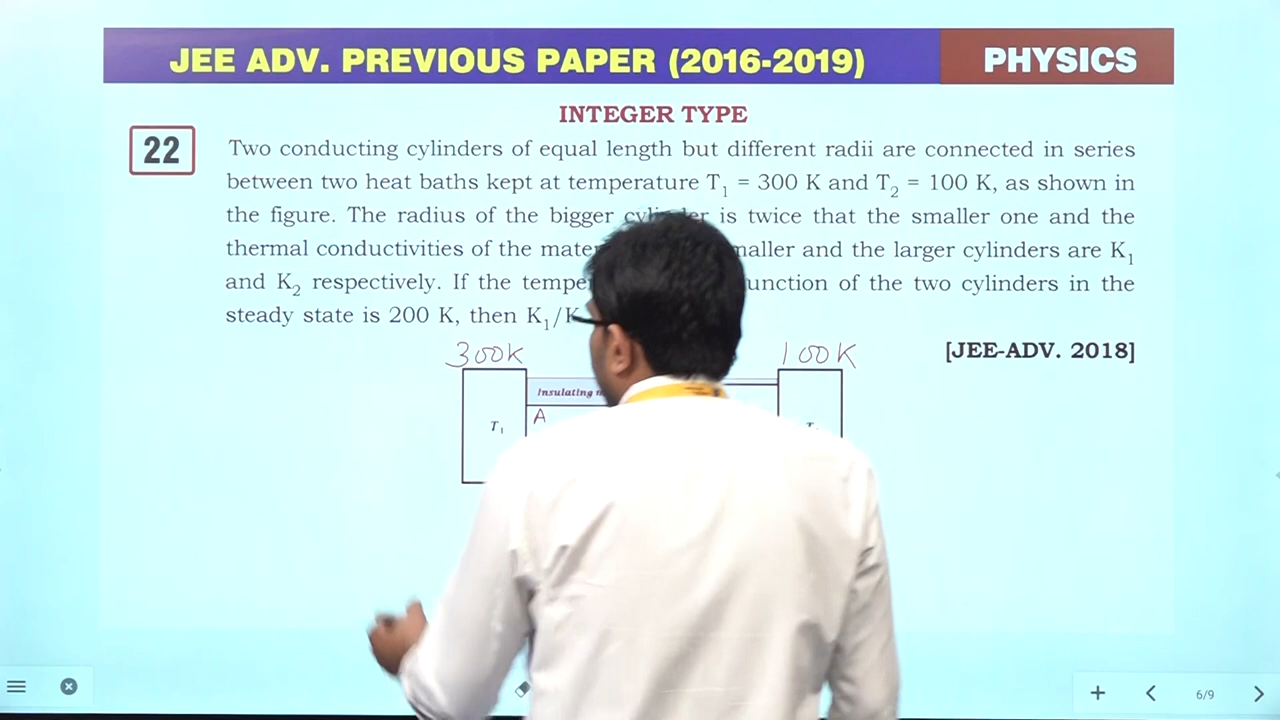 JEE ADV. PREVIOUS PAPER (2016-2019) PHYSICS
INTEGER TYPE
22 Two conducting cylinders of equal length but different radii are connected in series
between two heat baths kept at temperature T₁ = 300 K and T₂ = 100 K, as shown in
the figure. The radius of the bigger is twice that the smaller one and the
thermal conductivities of the and the larger cylinders are K₁
and K₂ respectively. If the of the two cylinders in the
steady state is 200 K, then K₁/K
300K 100K [JEE-ADV. 2018]
Insulating
A
T₁
6/9